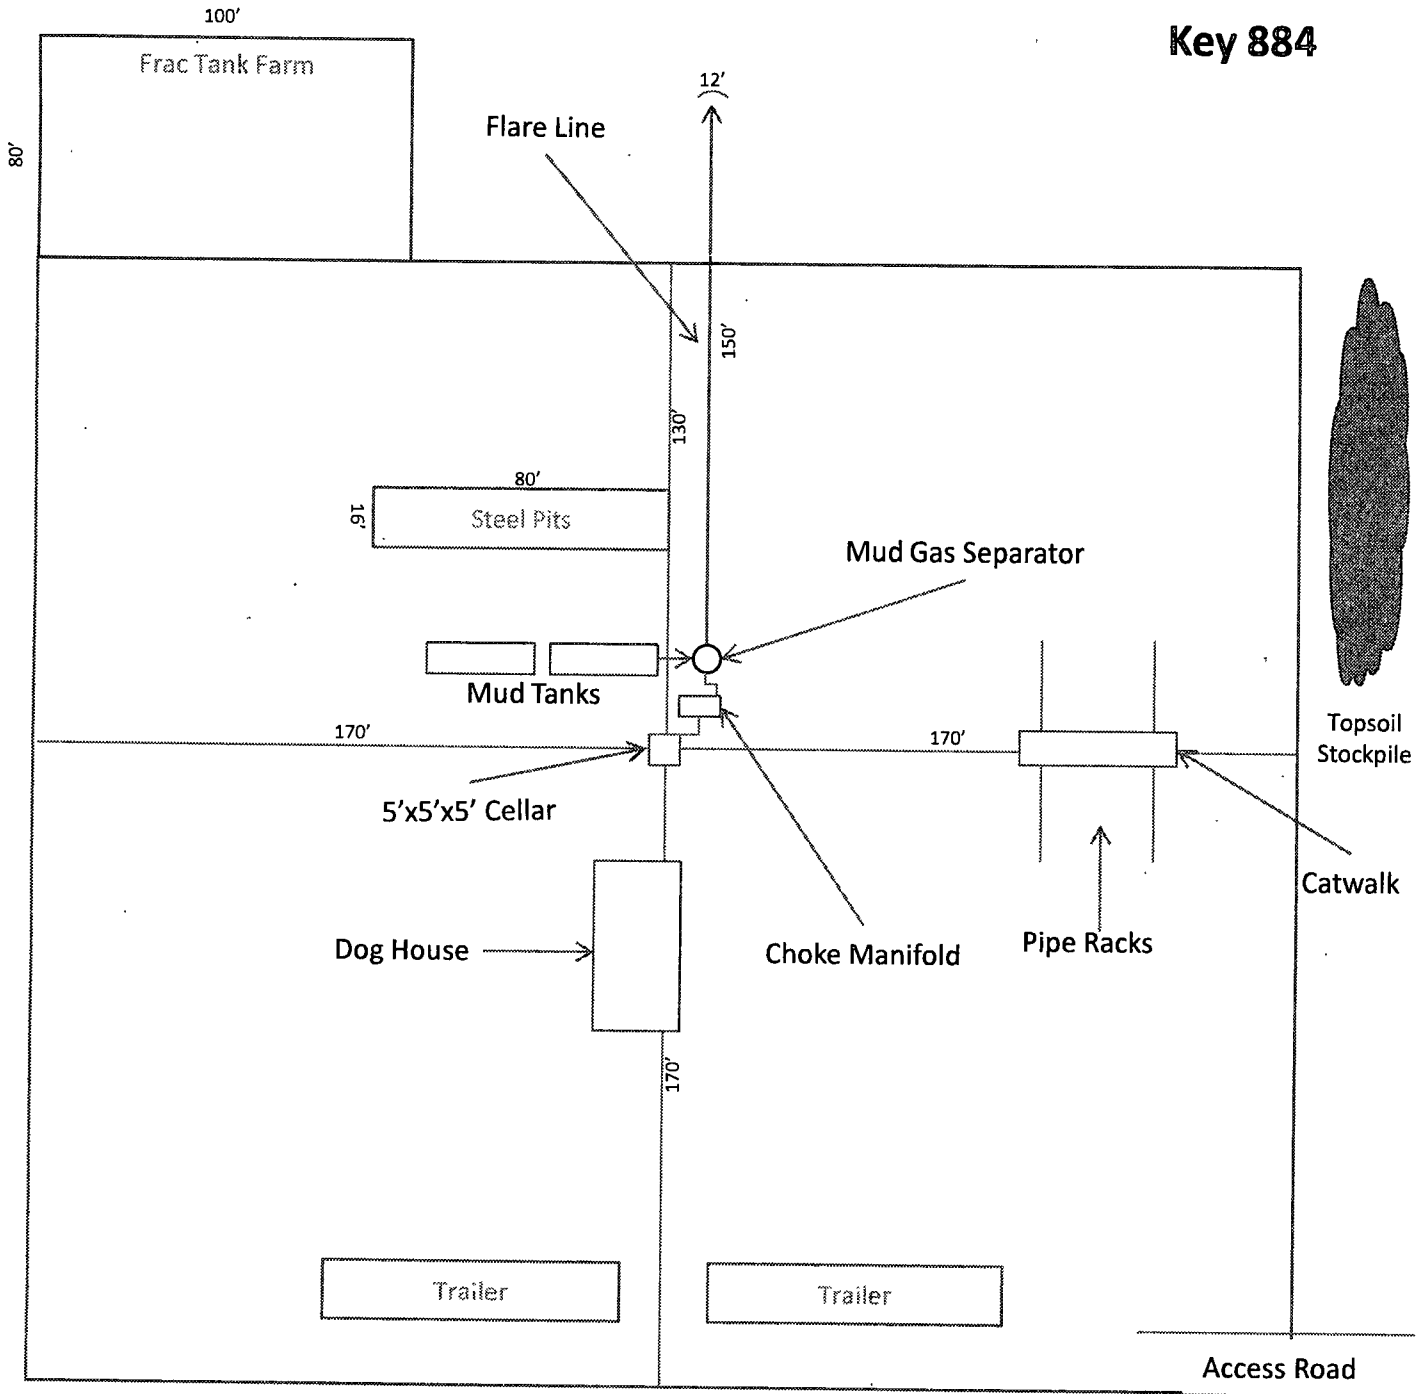 100'
Key 884
Frac Tank Farm
80'
12'
Flare Line
150'
130'
80'
16'
Steel Pits
Mud Gas Separator
Mud Tanks
170'
170'
Topsoil
Stockpile
5'x5'x5' Cellar
Catwalk
Dog House
Choke Manifold
Pipe Racks
170'
Trailer
Trailer
Access Road